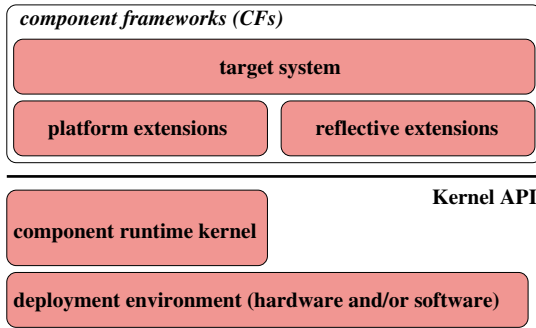 component frameworks (CFs)
target system
platform extensions
reflective extensions
Kernel API
component runtime kernel
deployment environment (hardware and/or software)